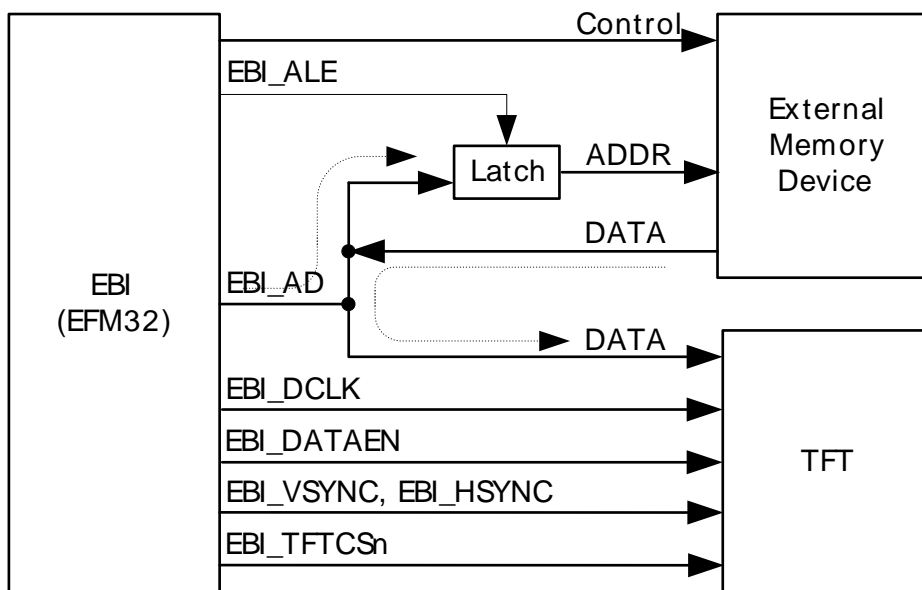 Control
EBI_ALE
External
Memory
Device
ADDR
Latch
DATA
EBI
(EFM32)
EBI_AD
DATA
EBI_DCLK
EBI_DATAEN
TFT
EBI_VSYNC, EBI_HSYNC
EBI_TFTCSn